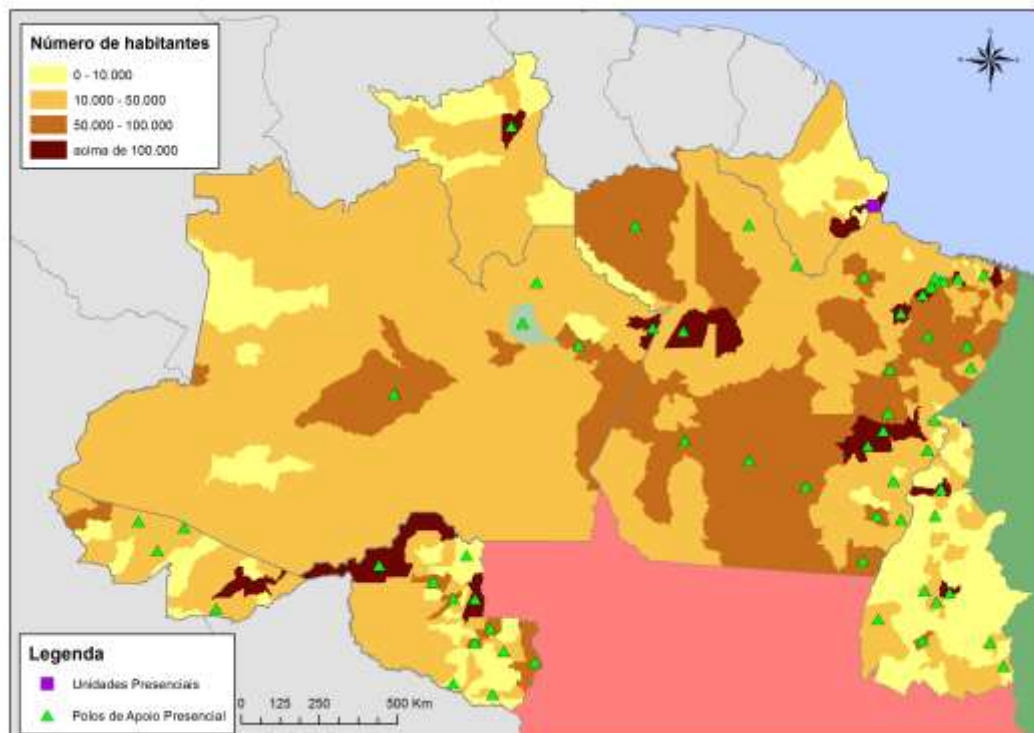 Número de habitantes
0 - 10.000
10.000 - 50.000
50.000 - 100.000
acima de 100.000
Legenda
Unidades Presenciais
Polos de Apoio Presencial
0 125 250 500 Km